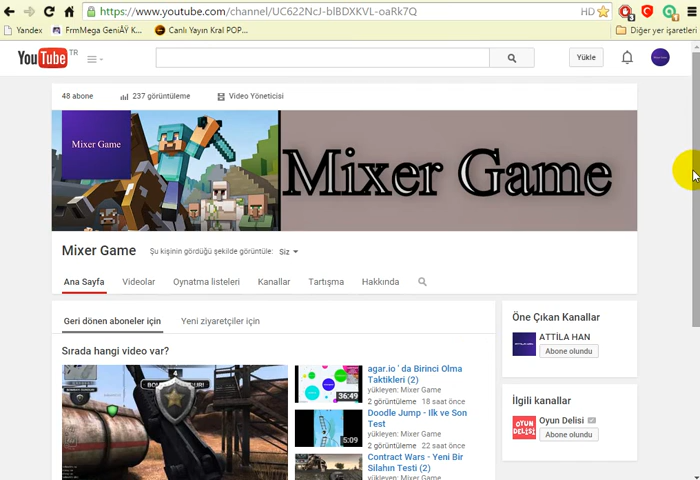 https://www.youtube.com/channel/UC622NcJ-blBDXKVL-oaRk7Q
HD
Yandex
FrmMega GeniÅŸ K...
Canlı Yayın Kral POP...
Diğer yer işaretleri
YouTube TR
Yükle
48 abone
237 görüntüleme
Video Yöneticisi
Mixer Game
Mixer Game
Mixer Game
Şu kişinin gördüğü şekilde görüntüle: Siz
Ana Sayfa
Videolar
Oynatma listeleri
Kanallar
Tartışma
Hakkında
Geri dönen aboneler için
Yeni ziyaretçiler için
Sırada hangi video var?
agar.io ' da Birinci Olma
Taktikleri (2)
yükleyen: Mixer Game
2 görüntüleme 18 saat önce
36:49
Doodle Jump - Ilk ve Son
Test
yükleyen: Mixer Game
2 görüntüleme 22 saat önce
5:09
Contract Wars - Yeni Bir
Silahın Testi (2)
yükleyen: Mixer Game
Öne Çıkan Kanallar
ATTİLA HAN
Abone olundu
İlgili kanallar
OYUN
DELİSİ
Oyun Delisi
Abone olundu